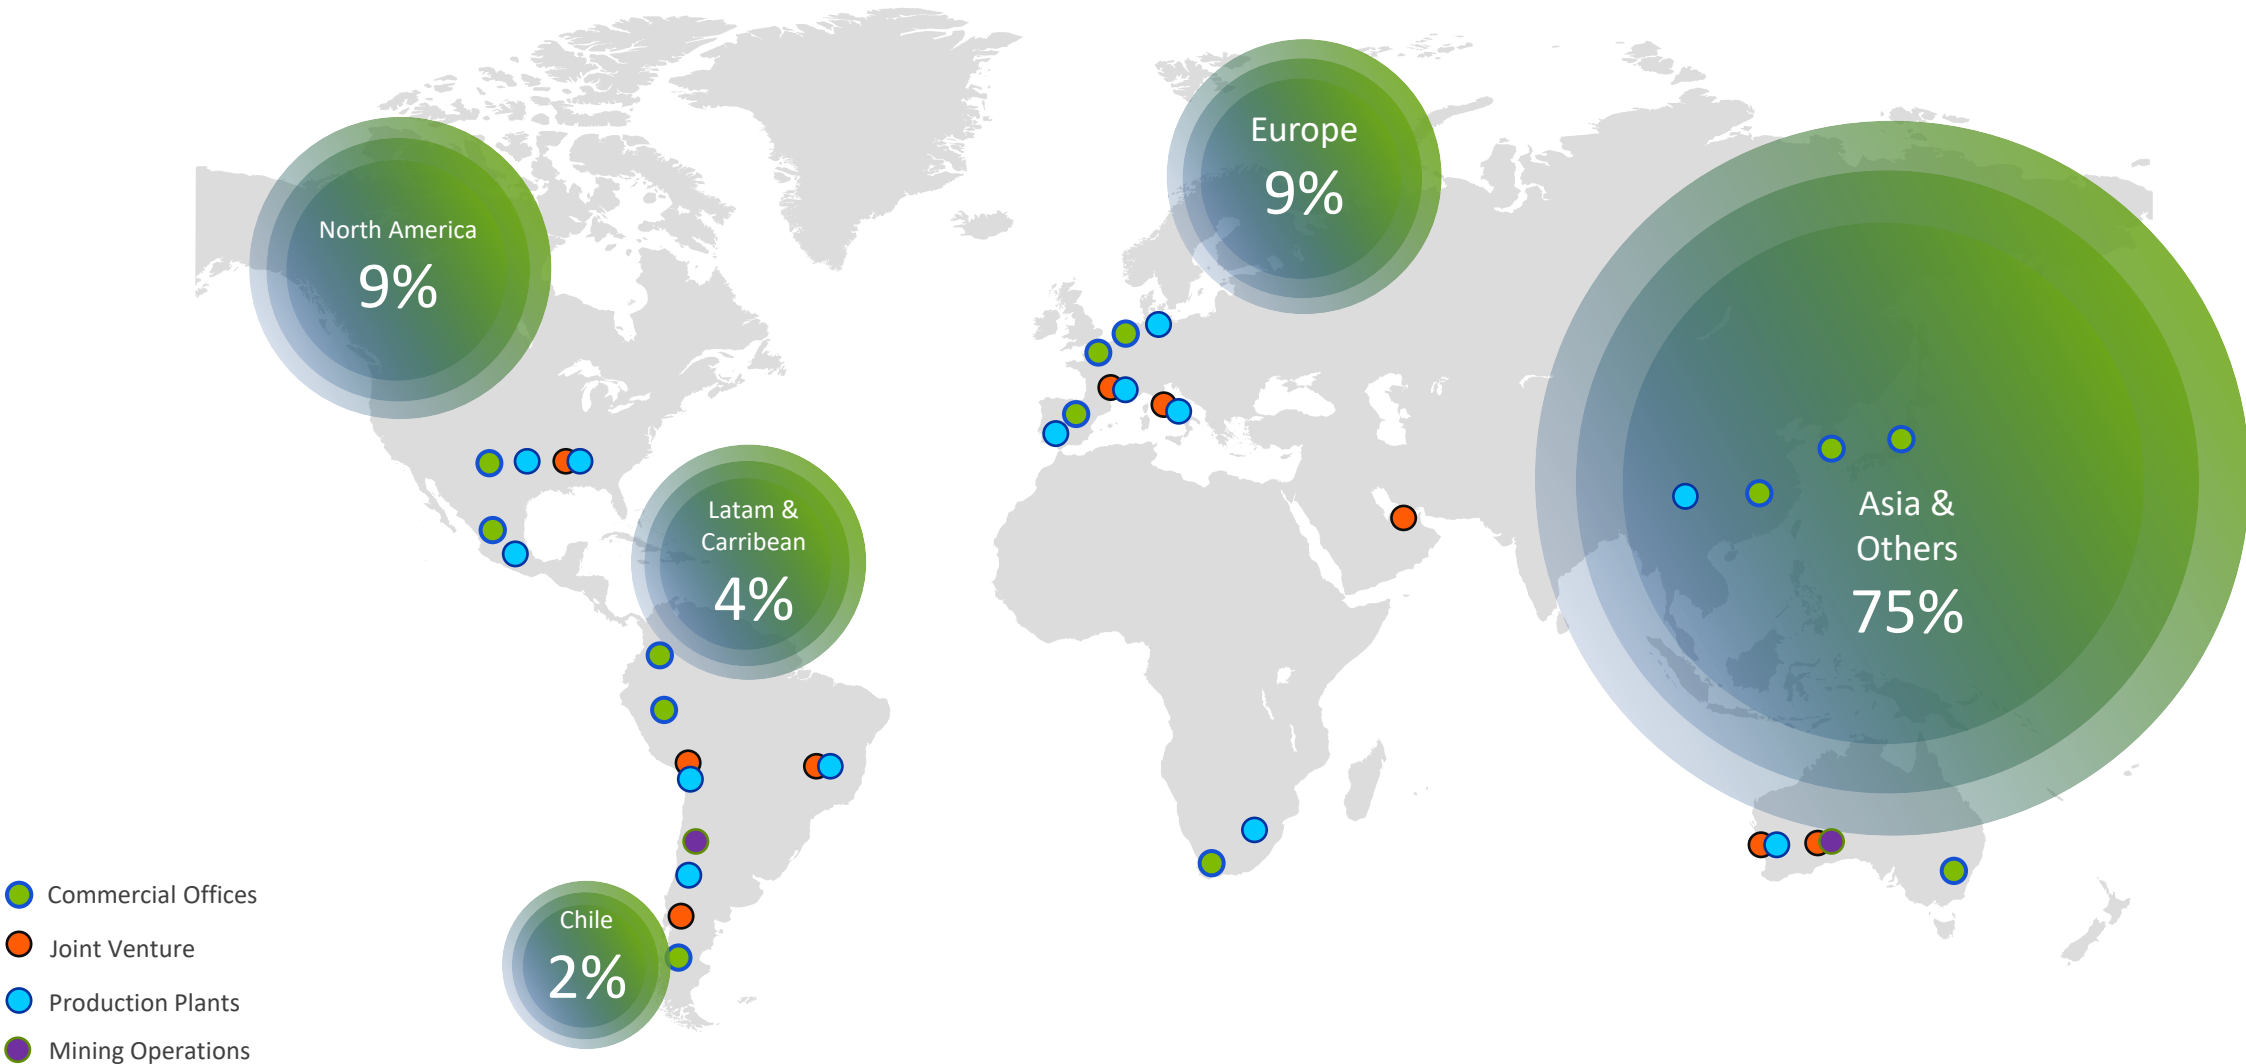 North America
9%
Europe
9%
Latam &
Carribean
4%
Asia &
Others
75%
Chile
2%
Commercial Offices
Joint Venture
Production Plants
Mining Operations